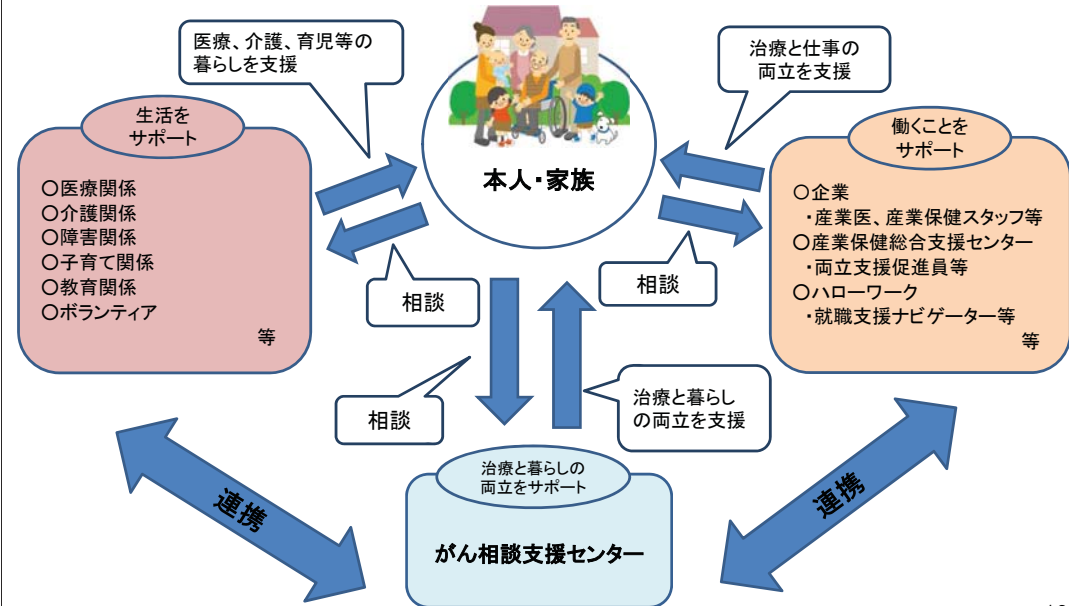 医療、介護、育児等の
暮らしを支援
治療と仕事の
両立を支援
本人・家族
生活を
サポート
○医療関係
○介護関係
○障害関係
○子育て関係
○教育関係
○ボランティア
等
働くことを
サポート
○企業
・産業医、産業保健スタッフ等
○産業保健総合支援センター
・両立支援促進員等
○ハローワーク
・就職支援ナビゲーター等
等
相談
相談
相談
治療と暮らし
の両立を支援
連携
連携
治療と暮らしの
両立をサポート
がん相談支援センター